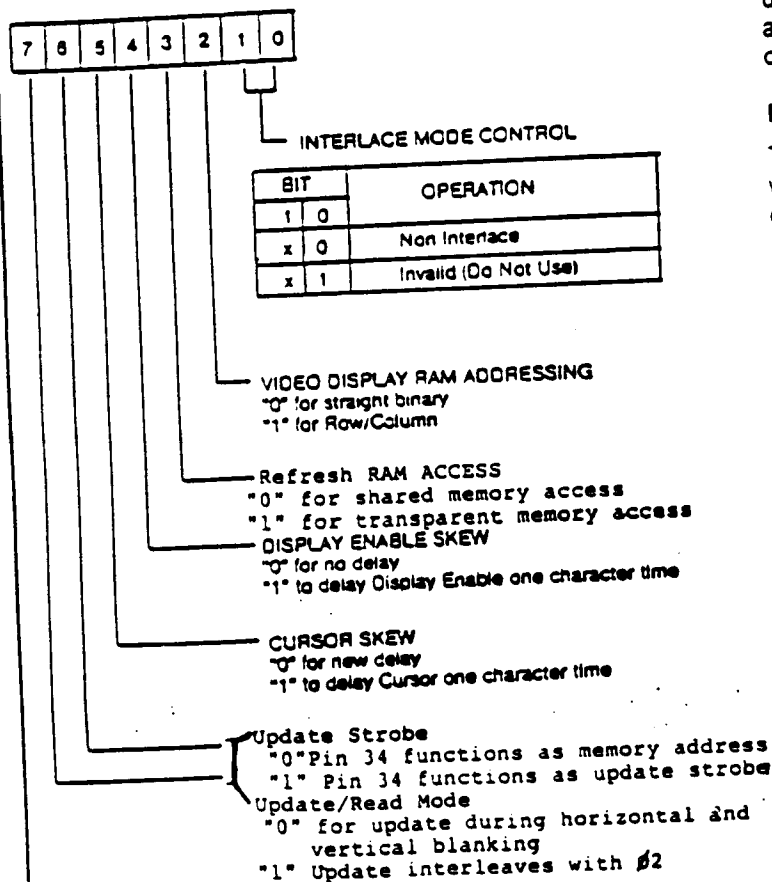 7 6 5 4 3 2 1 0
INTERLACE MODE CONTROL
BIT OPERATION
1 0
x 0 Non Interlace
x 1 Invalid (Do Not Use)
VIDEO DISPLAY RAM ADDRESSING
"0" for straight binary
"1" for Row/Column
Refresh RAM ACCESS
"0" for shared memory access
"1" for transparent memory access
DISPLAY ENABLE SKEW
"0" for no delay
"1" to delay Display Enable one character time
CURSOR SKEW
"0" for new delay
"1" to delay Cursor one character time
Update Strobe
"0"Pin 34 functions as memory address
"1" Pin 34 functions as update strobe
Update/Read Mode
"0" for update during horizontal and
vertical blanking
"1" Update interleaves with Ø2